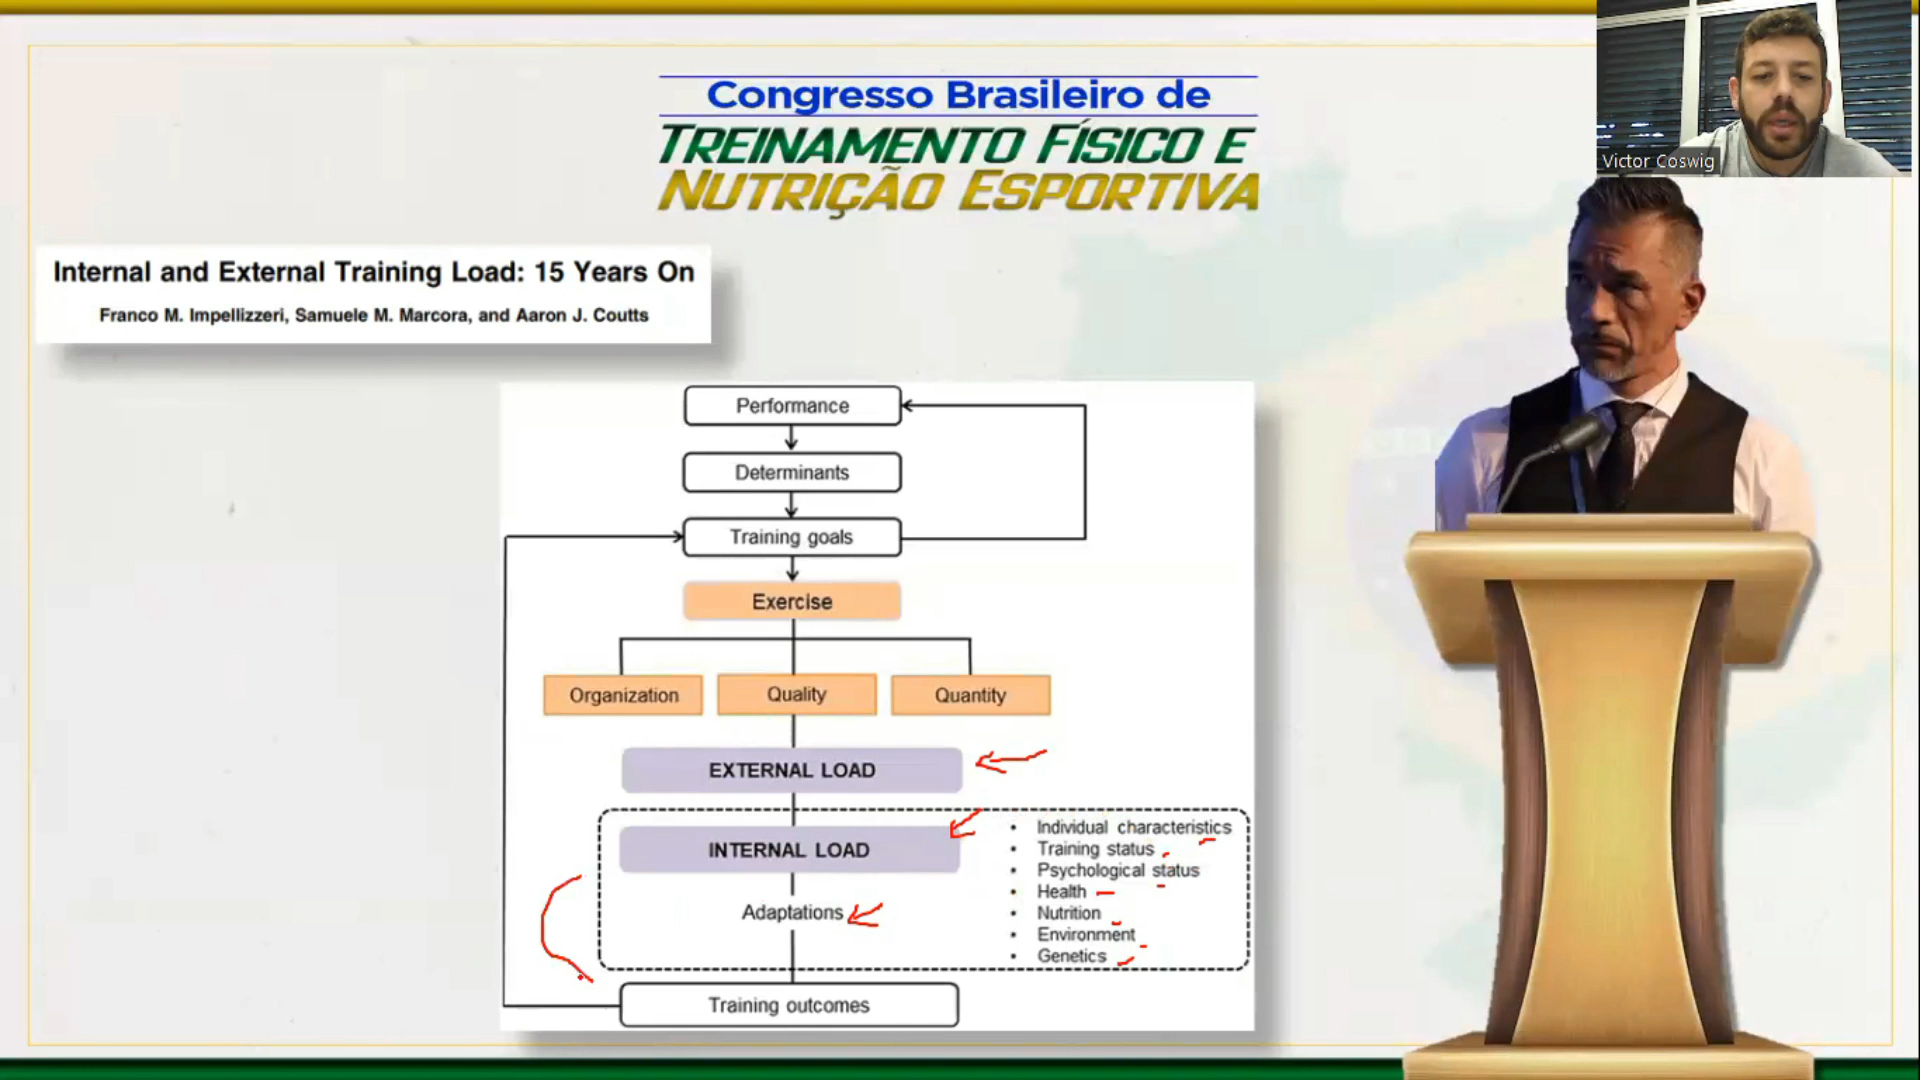 Congresso Brasileiro de
TREINAMENTO FÍSICO E
NUTRIÇÃO ESPORTIVA
Victor Coswig
Internal and External Training Load: 15 Years On
Franco M. Impellizzeri, Samuele M. Marcora, and Aaron J. Coutts
Performance
Determinants
Training goals
Exercise
Organization
Quality
Quantity
EXTERNAL LOAD
INTERNAL LOAD
Adaptations
• Individual characteristics
• Training status
• Psychological status
• Health
• Nutrition
• Environment
• Genetics
Training outcomes